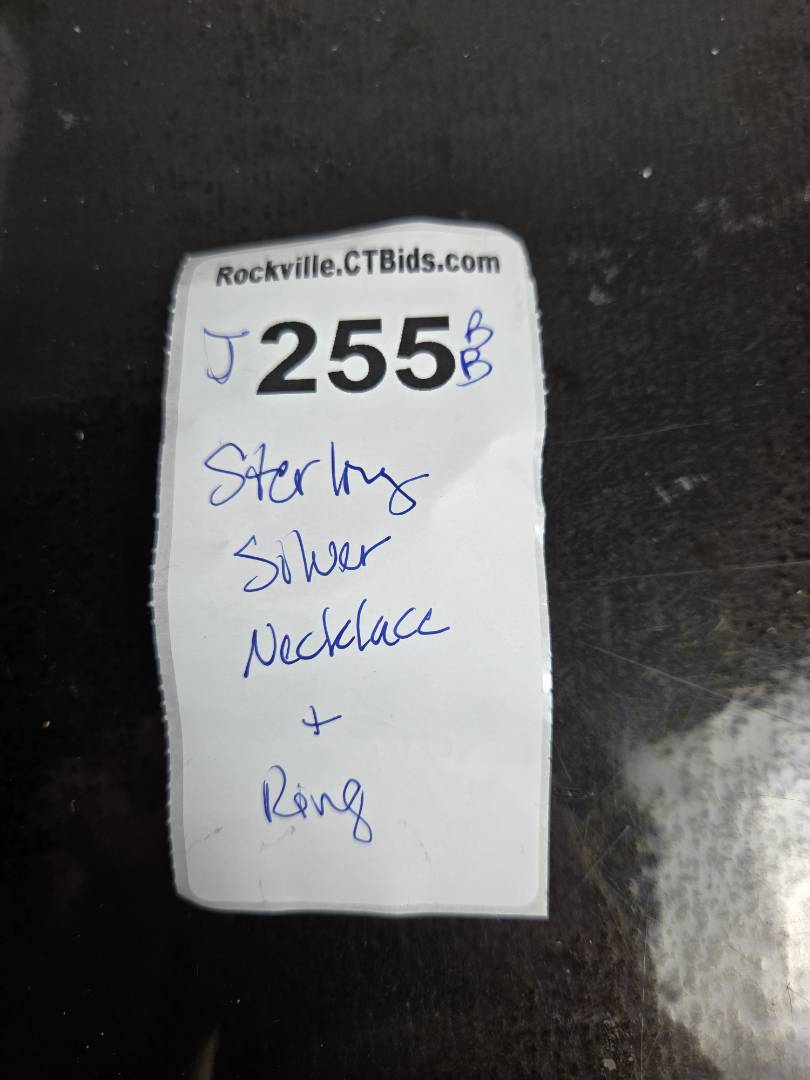 Rockville.CTBids.com
J 255 BB
Sterling
Silver
Necklace
+
Ring